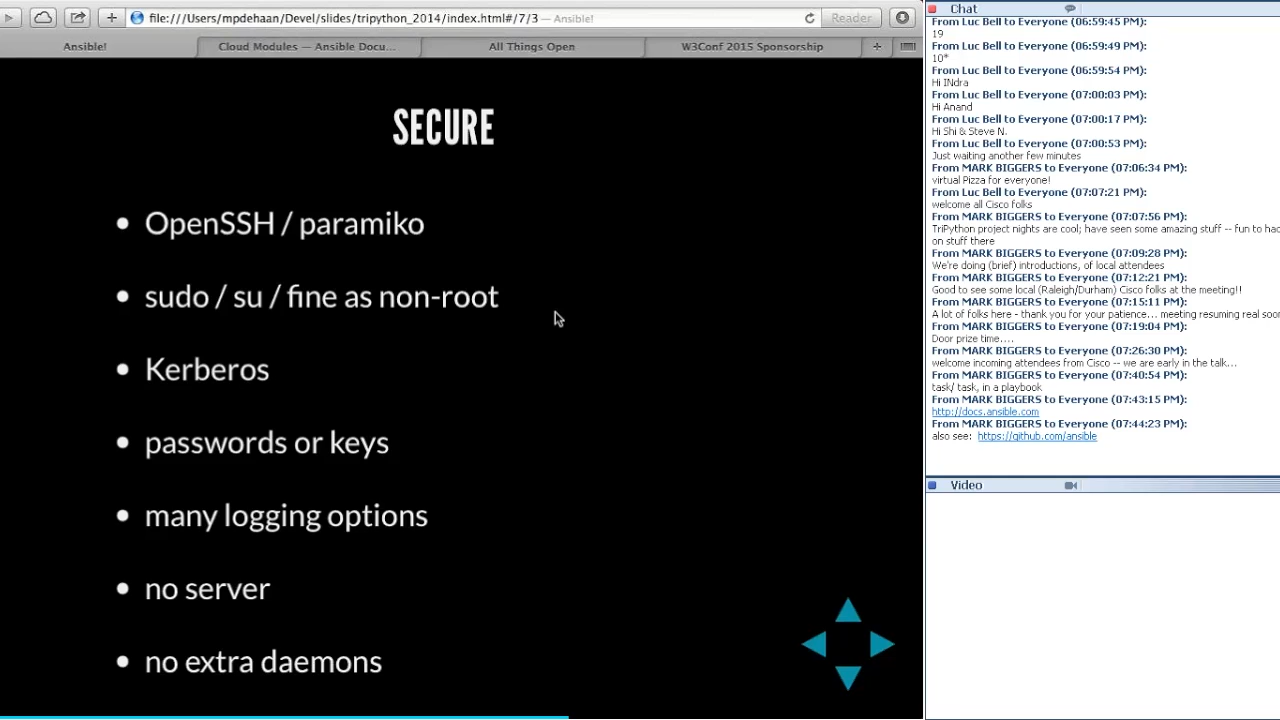 file:///Users/mpdehaan/Devel/slides/tripython_2014/index.html#/7/3 — Ansible!
Reader
Ansible!
Cloud Modules — Ansible Docu...
All Things Open
W3Conf 2015 Sponsorship
SECURE
OpenSSH / paramiko
sudo / su / fine as non-root
Kerberos
passwords or keys
many logging options
no server
no extra daemons
Chat
From Luc Bell to Everyone (06:59:45 PM):
19
From Luc Bell to Everyone (06:59:49 PM):
10*
From Luc Bell to Everyone (06:59:54 PM):
Hi INdra
From Luc Bell to Everyone (07:00:03 PM):
Hi Anand
From Luc Bell to Everyone (07:00:17 PM):
Hi Shi & Steve N.
From Luc Bell to Everyone (07:00:53 PM):
Just waiting another few minutes
From MARK BIGGERS to Everyone (07:06:34 PM):
virtual Pizza for everyone!
From Luc Bell to Everyone (07:07:21 PM):
welcome all Cisco folks
From MARK BIGGERS to Everyone (07:07:56 PM):
TriPython project nights are cool; have seen some amazing stuff -- fun to hac
on stuff there
From MARK BIGGERS to Everyone (07:09:28 PM):
We're doing (brief) introductions, of local attendees
From MARK BIGGERS to Everyone (07:12:21 PM):
Good to see some local (Raleigh/Durham) Cisco folks at the meeting!!
From MARK BIGGERS to Everyone (07:15:11 PM):
A lot of folks here - thank you for your patience... meeting resuming real soon
From MARK BIGGERS to Everyone (07:19:04 PM):
Door prize time....
From MARK BIGGERS to Everyone (07:26:30 PM):
welcome incoming attendees from Cisco -- we are early in the talk...
From MARK BIGGERS to Everyone (07:40:54 PM):
task/ task, in a playbook
From MARK BIGGERS to Everyone (07:43:15 PM):
http://docs.ansible.com
From MARK BIGGERS to Everyone (07:44:23 PM):
also see: https://github.com/ansible
Video